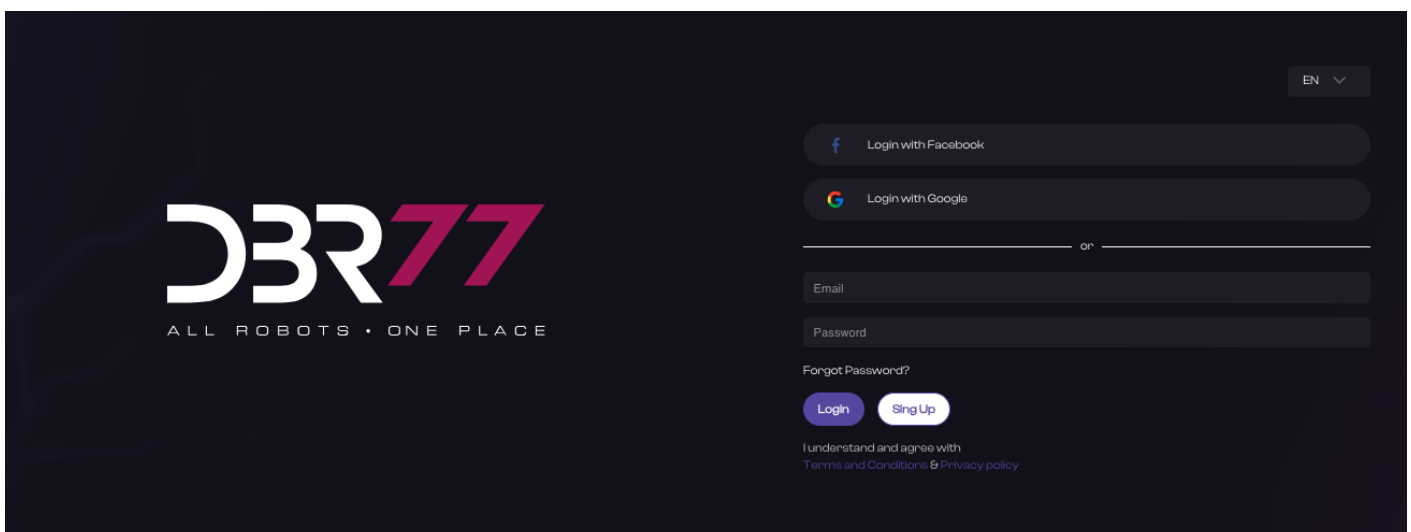 EN
Login with Facebook
Login with Google
or
DBR77
ALL ROBOTS • ONE PLACE
Email
Password
Forgot Password?
Login
Sing Up
I understand and agree with
Terms and Conditions & Privacy policy